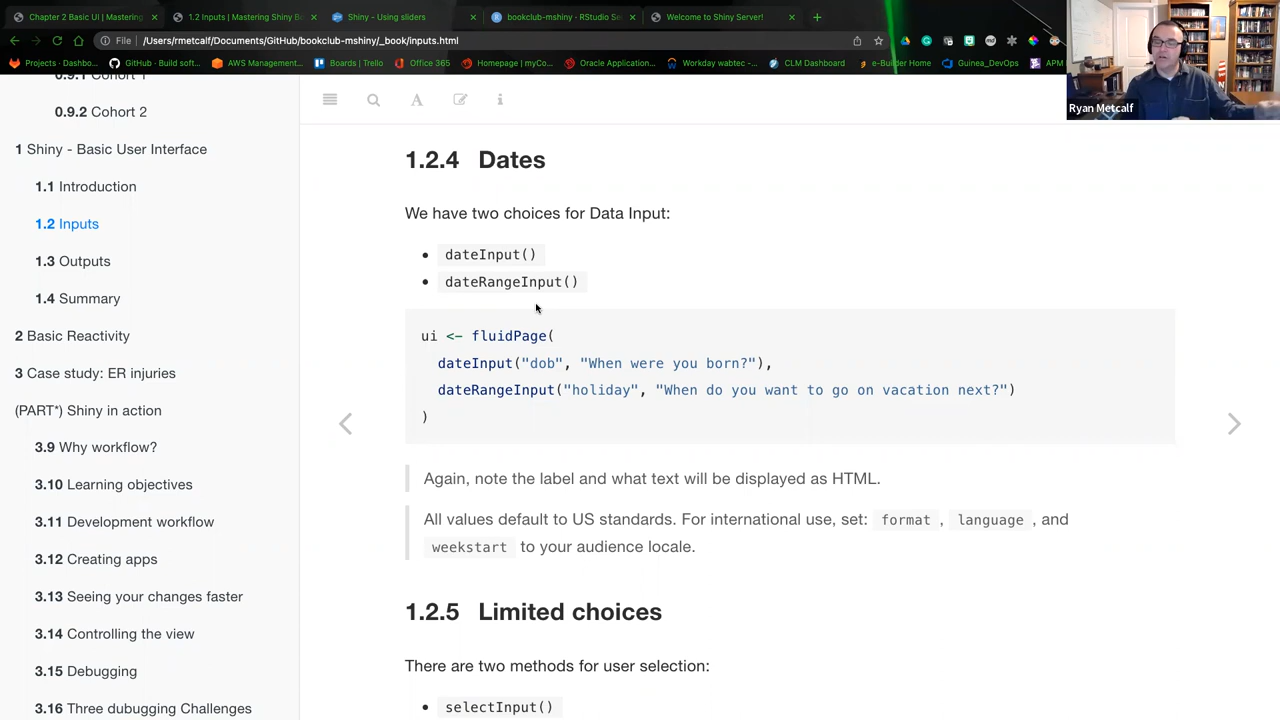 Chapter 2 Basic UI | Mastering
1.2 Inputs | Mastering Shiny B
Shiny - Using sliders
bookclub-mshiny · RStudio Se
Welcome to Shiny Server!
File
/Users/rmetcalf/Documents/GitHub/bookclub-mshiny/_book/inputs.html
Projects · Dashbo...
GitHub · Build soft...
AWS Management...
Boards | Trello
Office 365
Homepage | myCo...
Oracle Application...
Workday wabtec -...
CLM Dashboard
e-Builder Home
Guinea_DevOps
APM
Ryan Metcalf
0.9.1 Cohort 1
0.9.2 Cohort 2
1 Shiny - Basic User Interface
1.1 Introduction
1.2 Inputs
1.3 Outputs
1.4 Summary
2 Basic Reactivity
3 Case study: ER injuries
(PART*) Shiny in action
3.9 Why workflow?
3.10 Learning objectives
3.11 Development workflow
3.12 Creating apps
3.13 Seeing your changes faster
3.14 Controlling the view
3.15 Debugging
3.16 Three dubugging Challenges
1.2.4 Dates
We have two choices for Data Input:
dateInput()
dateRangeInput()
ui <- fluidPage(
dateInput("dob", "When were you born?"),
dateRangeInput("holiday", "When do you want to go on vacation next?")
)
Again, note the label and what text will be displayed as HTML.
All values default to US standards. For international use, set: format , language , and
weekstart to your audience locale.
1.2.5 Limited choices
There are two methods for user selection:
selectInput()